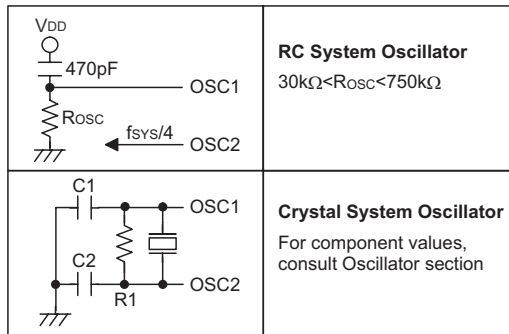 VDD
470pF
OSC1
ROSC
fSYS/4
OSC2
RC System Oscillator
30kΩ<ROSC<750kΩ
C1
OSC1
C2
R1
OSC2
Crystal System Oscillator
For component values,
consult Oscillator section